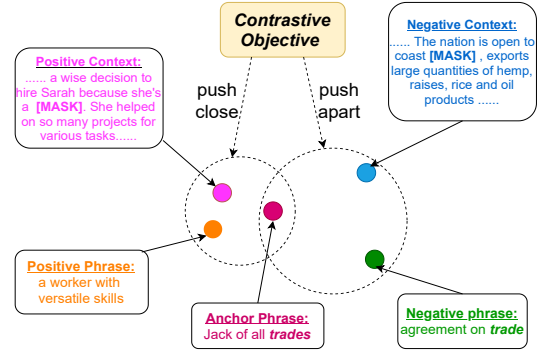 Contrastive
Objective
Positive Context:
...... a wise decision to
hire Sarah because she's
a [MASK]. She helped
on so many projects for
various tasks......
Negative Context:
...... The nation is open to
coast [MASK] , exports
large quantities of hemp,
raises, rice and oil
products ......
push
close
push
apart
Positive Phrase:
a worker with
versatile skills
Anchor Phrase:
Jack of all trades
Negative phrase:
agreement on trade